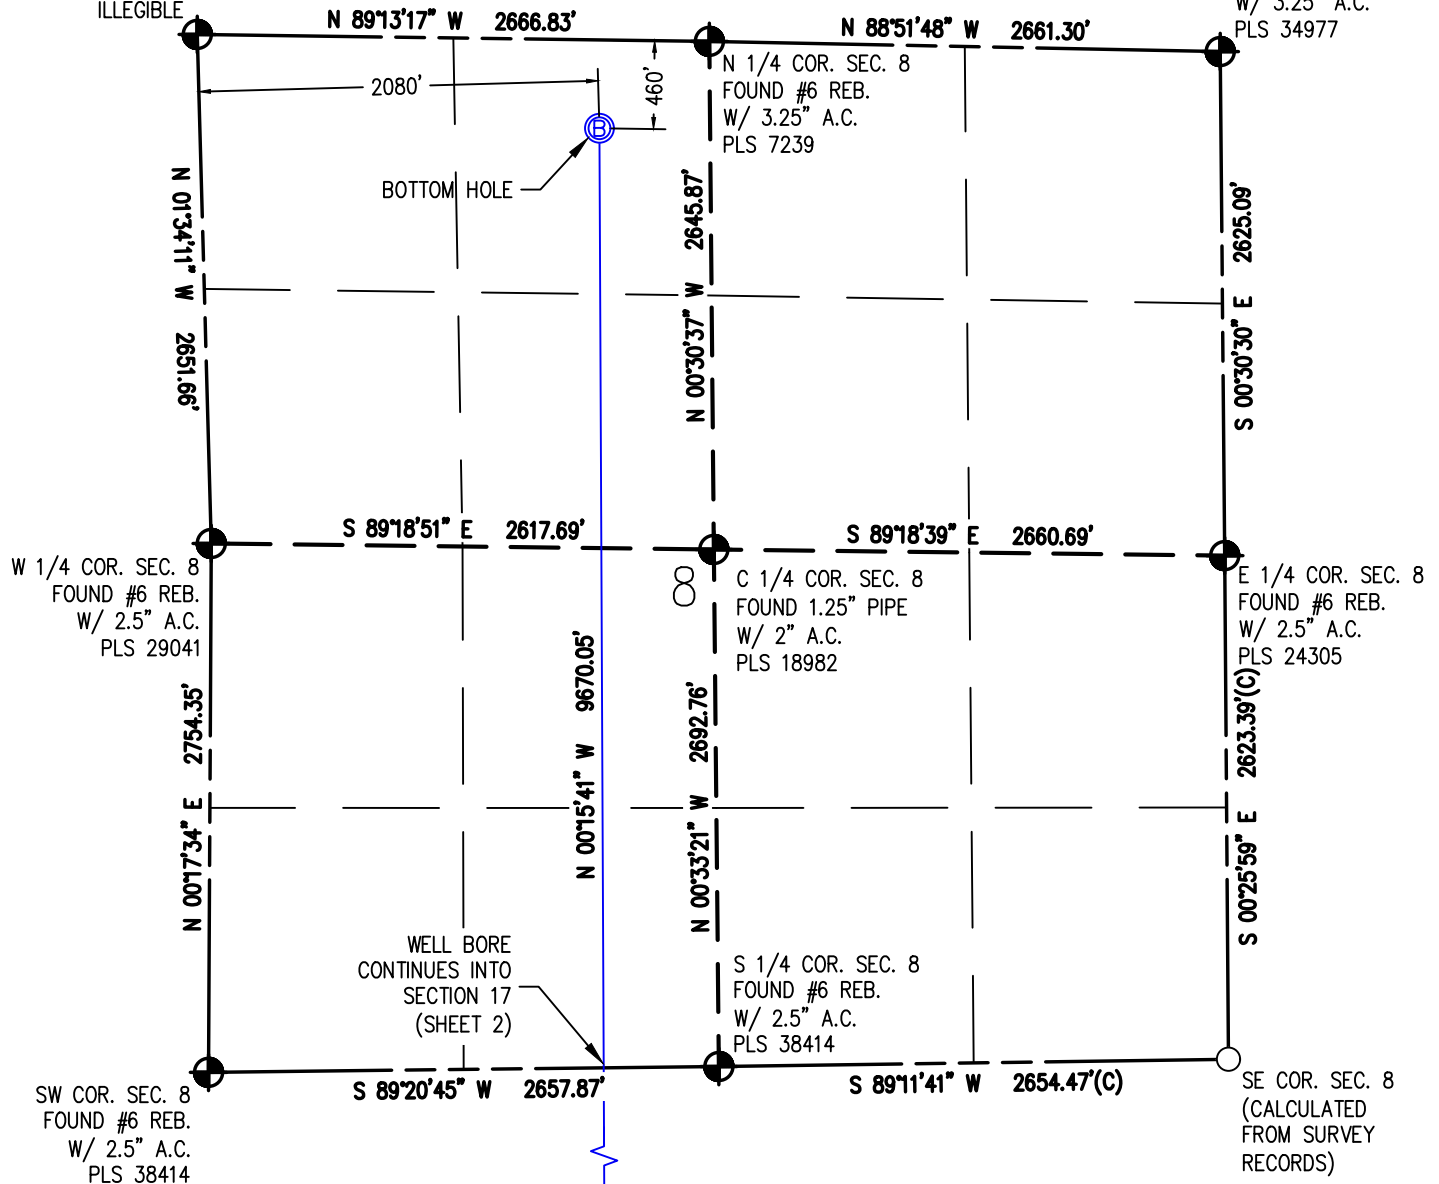 ILLEGIBLE
N 89°13'17" W 2666.83'
N 88°51'48" W 2661.30'
W/ 3.25" A.C.
PLS 34977
2080'
460'
N 1/4 COR. SEC. 8
FOUND #6 REB.
W/ 3.25" A.C.
PLS 7239
B
BOTTOM HOLE
N 01°34'11" W 2651.66'
N 00°30'37" W 2645.87'
S 00°30'30" E 2625.09'
S 89°18'51" E 2617.69'
S 89°18'39" E 2660.69'
W 1/4 COR. SEC. 8
FOUND #6 REB.
W/ 2.5" A.C.
PLS 29041
8
C 1/4 COR. SEC. 8
FOUND 1.25" PIPE
W/ 2" A.C.
PLS 18982
E 1/4 COR. SEC. 8
FOUND #6 REB.
W/ 2.5" A.C.
PLS 24305
N 00°17'34" E 2754.35'
N 00°15'41" W 9670.05'
N 00°33'21" W 2692.76'
S 00°25'59" E 2623.39'(C)
WELL BORE
CONTINUES INTO
SECTION 17
(SHEET 2)
S 1/4 COR. SEC. 8
FOUND #6 REB.
W/ 2.5" A.C.
PLS 38414
S 89°20'45" W 2657.87'
S 89°11'41" W 2654.47'(C)
SW COR. SEC. 8
FOUND #6 REB.
W/ 2.5" A.C.
PLS 38414
SE COR. SEC. 8
(CALCULATED
FROM SURVEY
RECORDS)